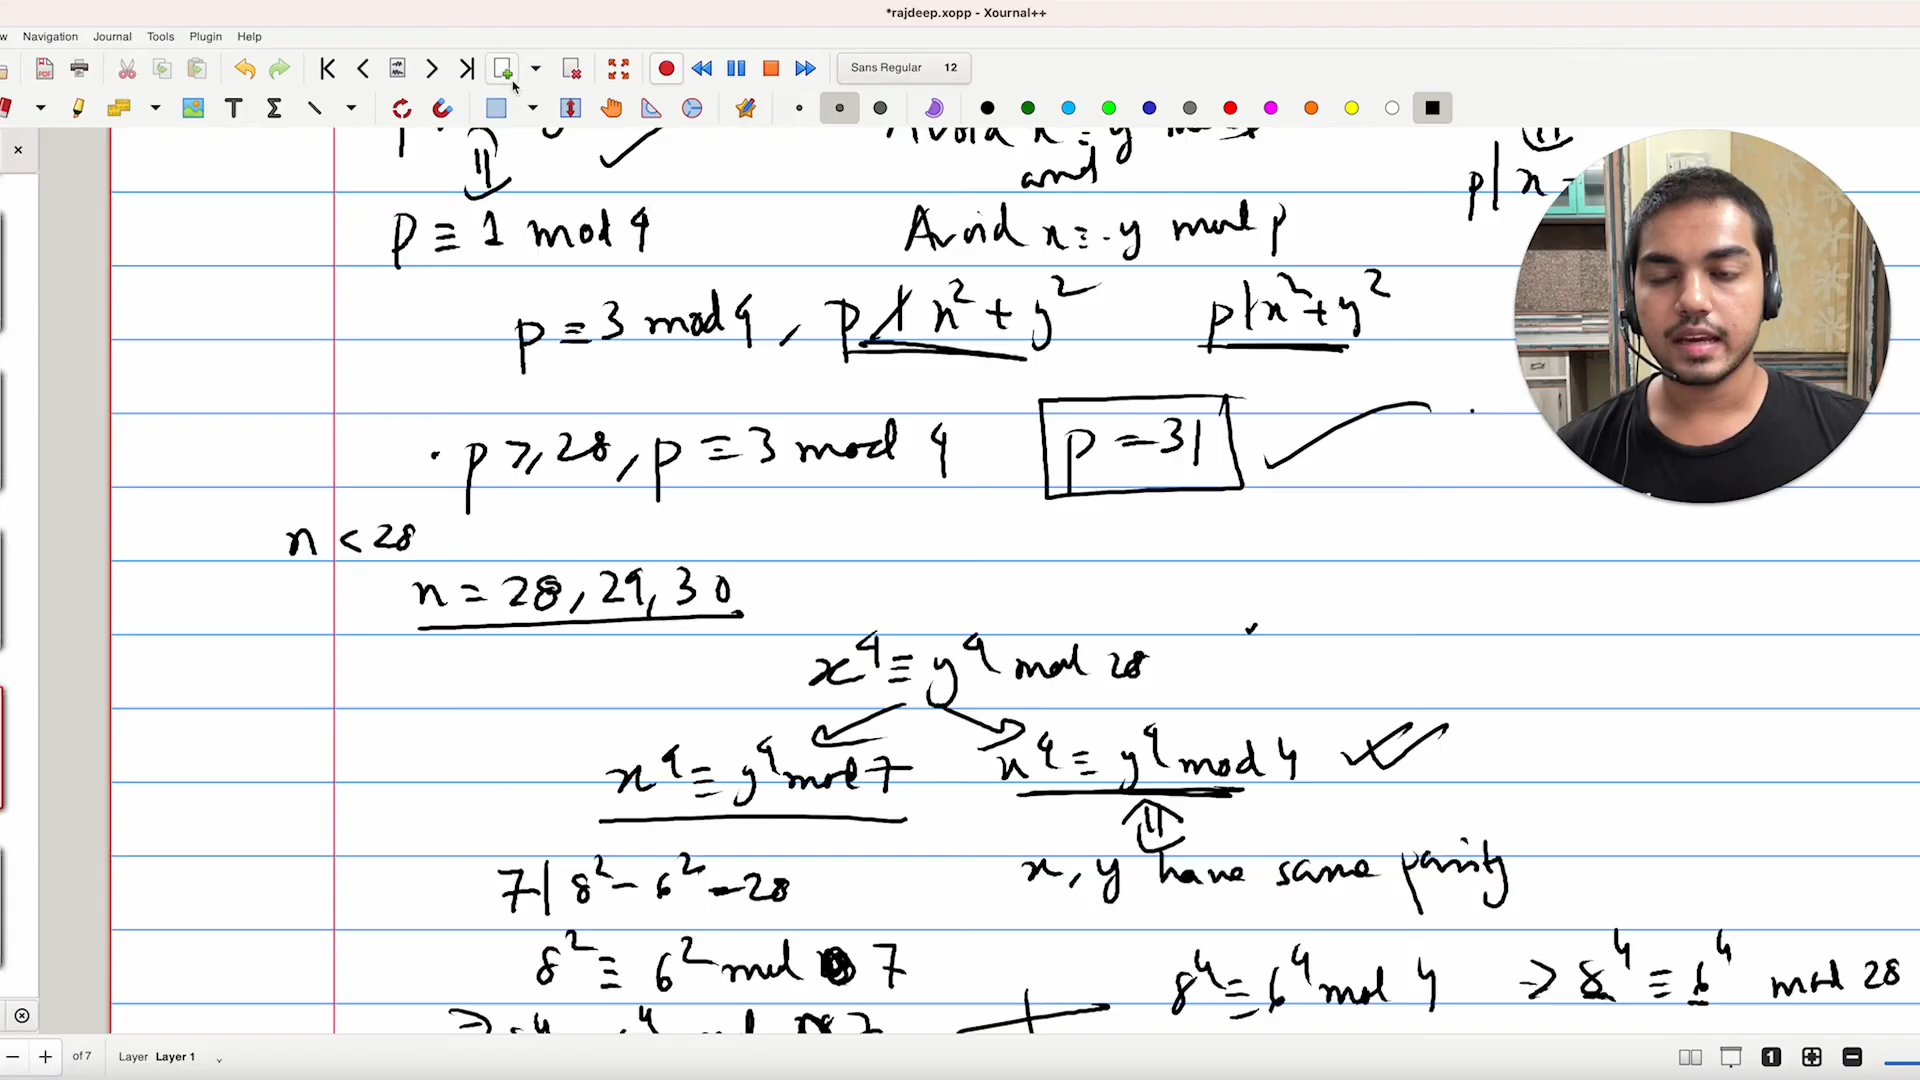 *rajdeep.xopp - Xournal++
w Navigation Journal Tools Plugin Help
PDF
Sans Regular 12
T Σ
Avoid x ≡ y
and
p | x -
p ≡ 1 mod 4
Avoid x ≡ -y mod p
p ≡ 3 mod 4, p ∤ x² + y²
p | x² + y²
· p ≥ 28, p ≡ 3 mod 4
p = 31
n < 28
n = 28, 29, 30
x⁴ ≡ y⁴ mod 28
x⁴ ≡ y⁴ mod 7
x⁴ ≡ y⁴ mod 4
7 | 8² - 6² = 28
x, y have same parity
8² ≡ 6² mod 7
8⁴ ≡ 6⁴ mod 4
⇒ 8⁴ ≡ 6⁴ mod 28
of 7 Layer Layer 1
1